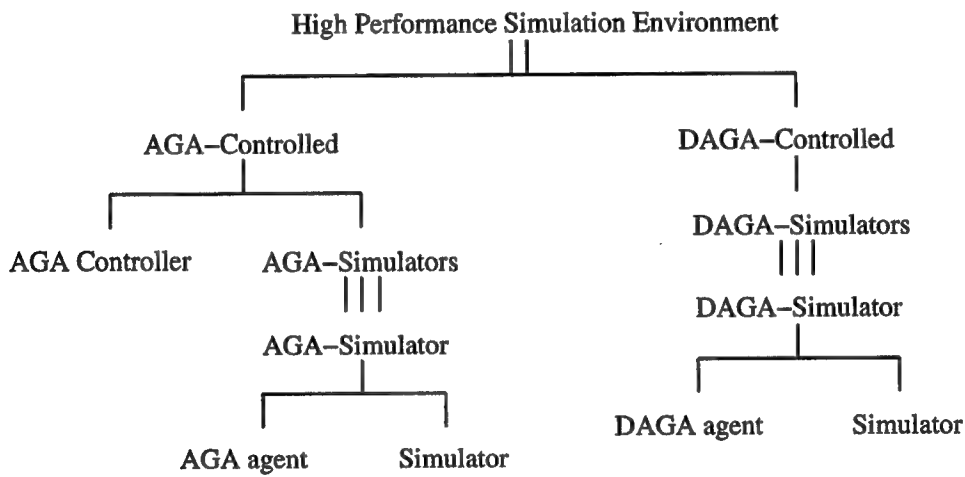 High Performance Simulation Environment
AGA–Controlled
DAGA–Controlled
AGA Controller
AGA–Simulators
DAGA–Simulators
AGA–Simulator
DAGA–Simulator
AGA agent
Simulator
DAGA agent
Simulator